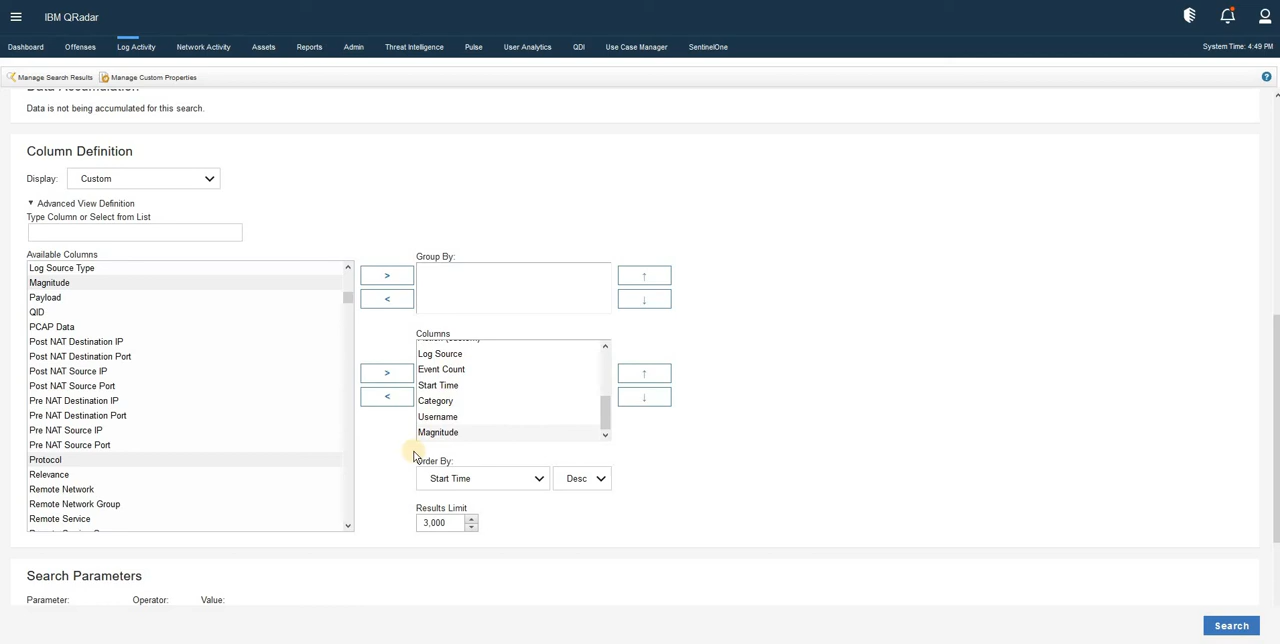 IBM QRadar
Dashboard Offenses Log Activity Network Activity Assets Reports Admin Threat Intelligence Pulse User Analytics QDI Use Case Manager SentinelOne System Time: 4:49 PM
Manage Search Results Manage Custom Properties ?
Data Accumulation
Data is not being accumulated for this search.
Column Definition
Display: Custom
Advanced View Definition
Type Column or Select from List
Available Columns
Log Source Type
Magnitude
Payload
QID
PCAP Data
Post NAT Destination IP
Post NAT Destination Port
Post NAT Source IP
Post NAT Source Port
Pre NAT Destination IP
Pre NAT Destination Port
Pre NAT Source IP
Pre NAT Source Port
Protocol
Relevance
Remote Network
Remote Network Group
Remote Service
>
<
>
<
Group By:
↑
↓
Columns
Action (custom)
Log Source
Event Count
Start Time
Category
Username
Magnitude
↑
↓
Order By:
Start Time Desc
Results Limit
3,000
Search Parameters
Parameter: Operator: Value:
Search